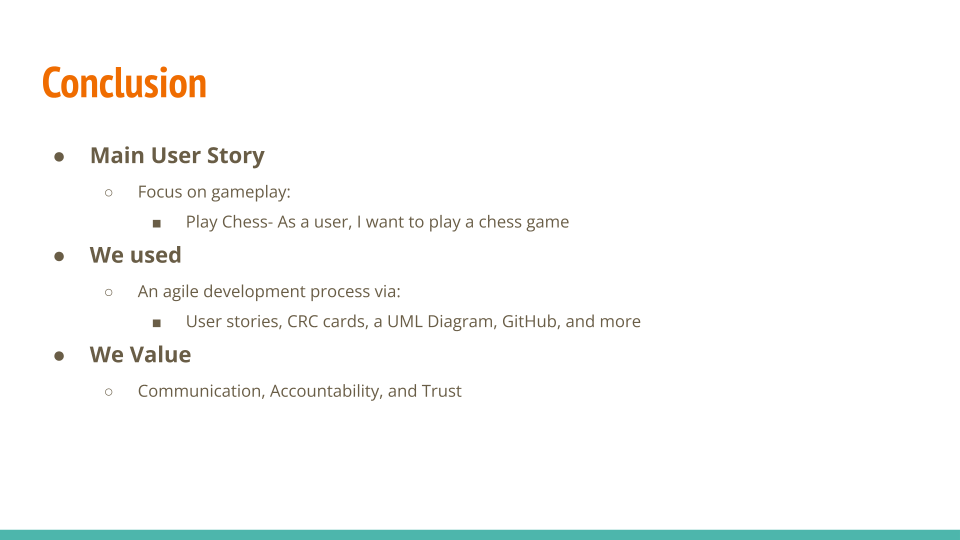 Conclusion
● Main User Story
○ Focus on gameplay:
■ Play Chess- As a user, I want to play a chess game
● We used
○ An agile development process via:
■ User stories, CRC cards, a UML Diagram, GitHub, and more
● We Value
○ Communication, Accountability, and Trust